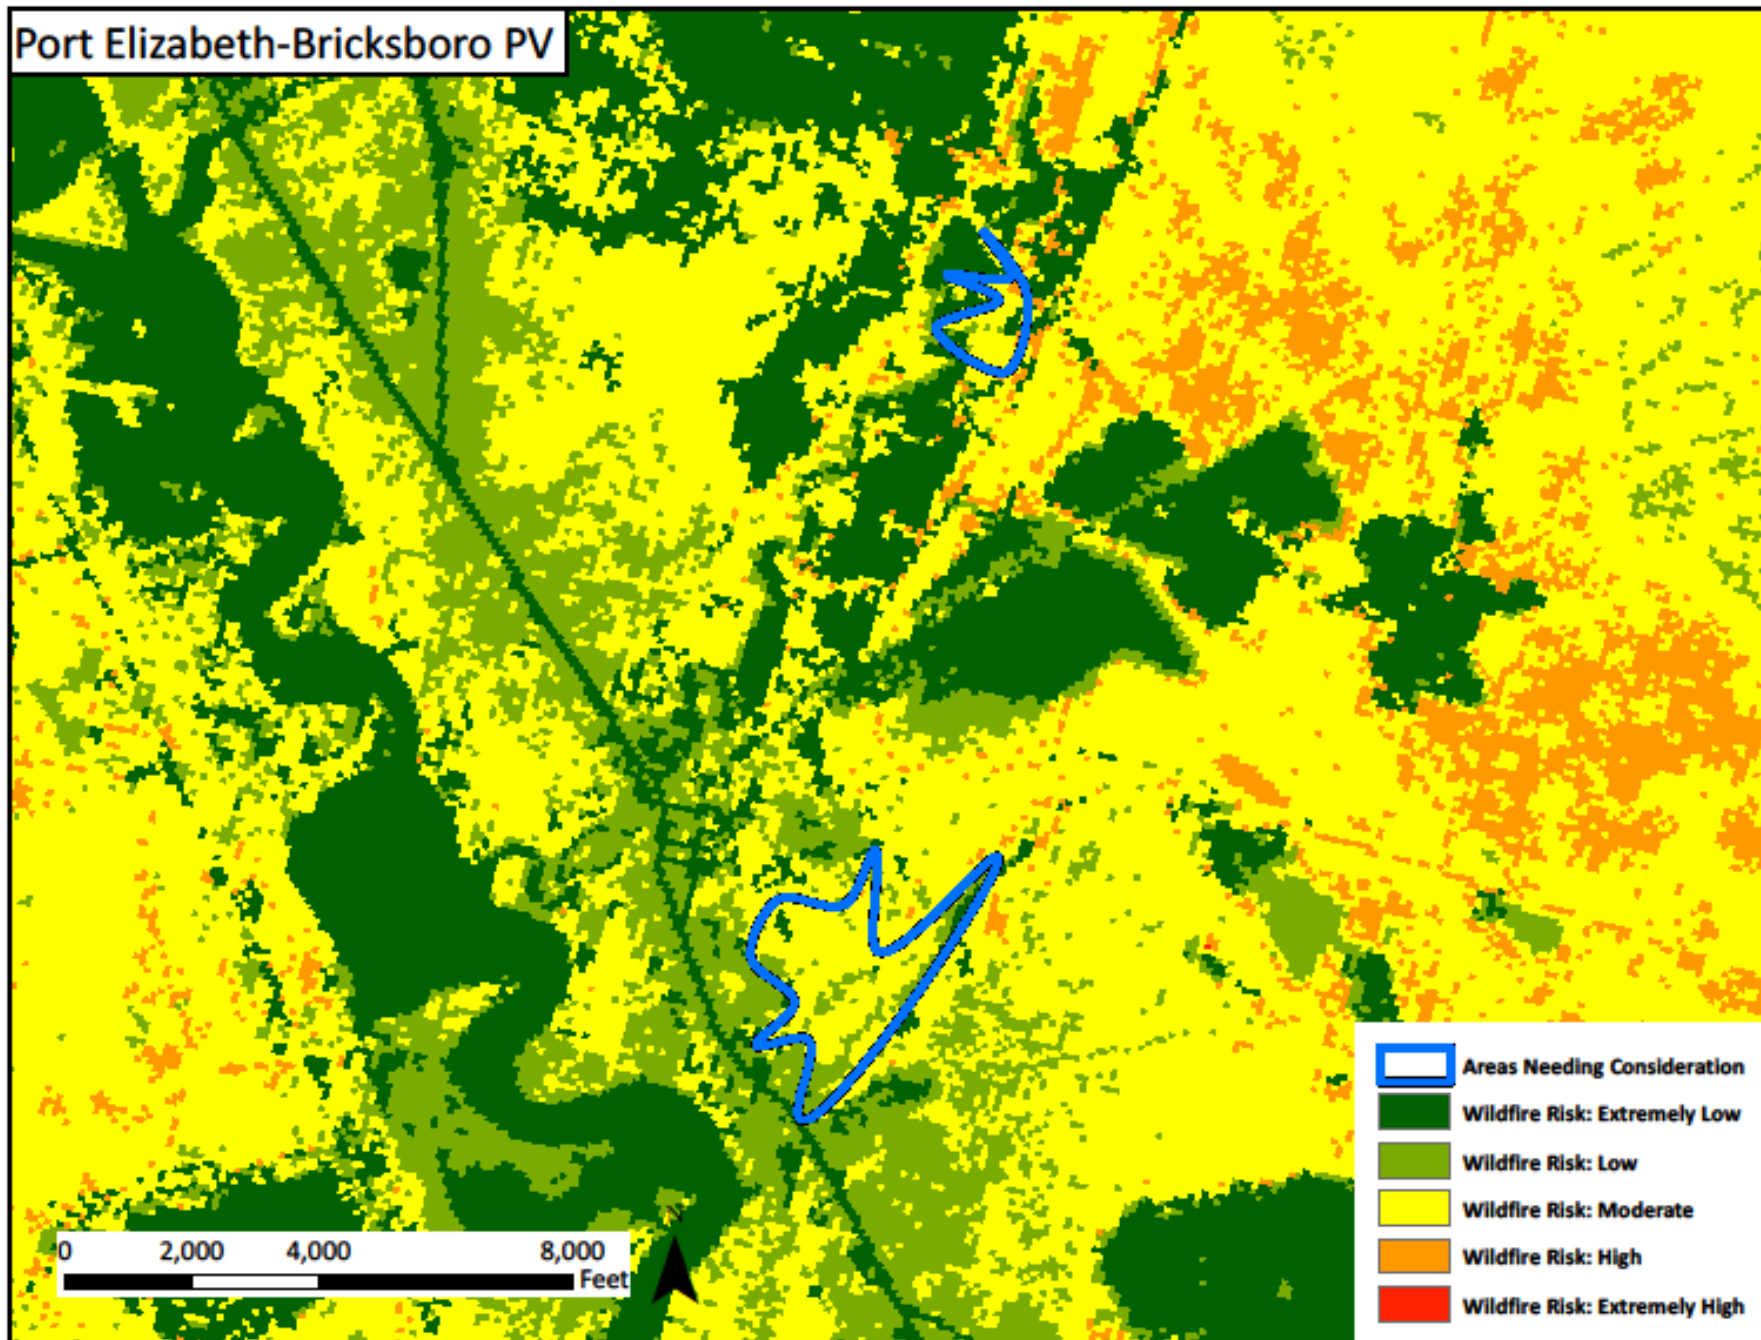 Port Elizabeth-Bricksboro PV
Areas Needing Consideration
Wildfire Risk: Extremely Low
Wildfire Risk: Low
Wildfire Risk: Moderate
Wildfire Risk: High
Wildfire Risk: Extremely High
N
0 2,000 4,000 8,000
Feet